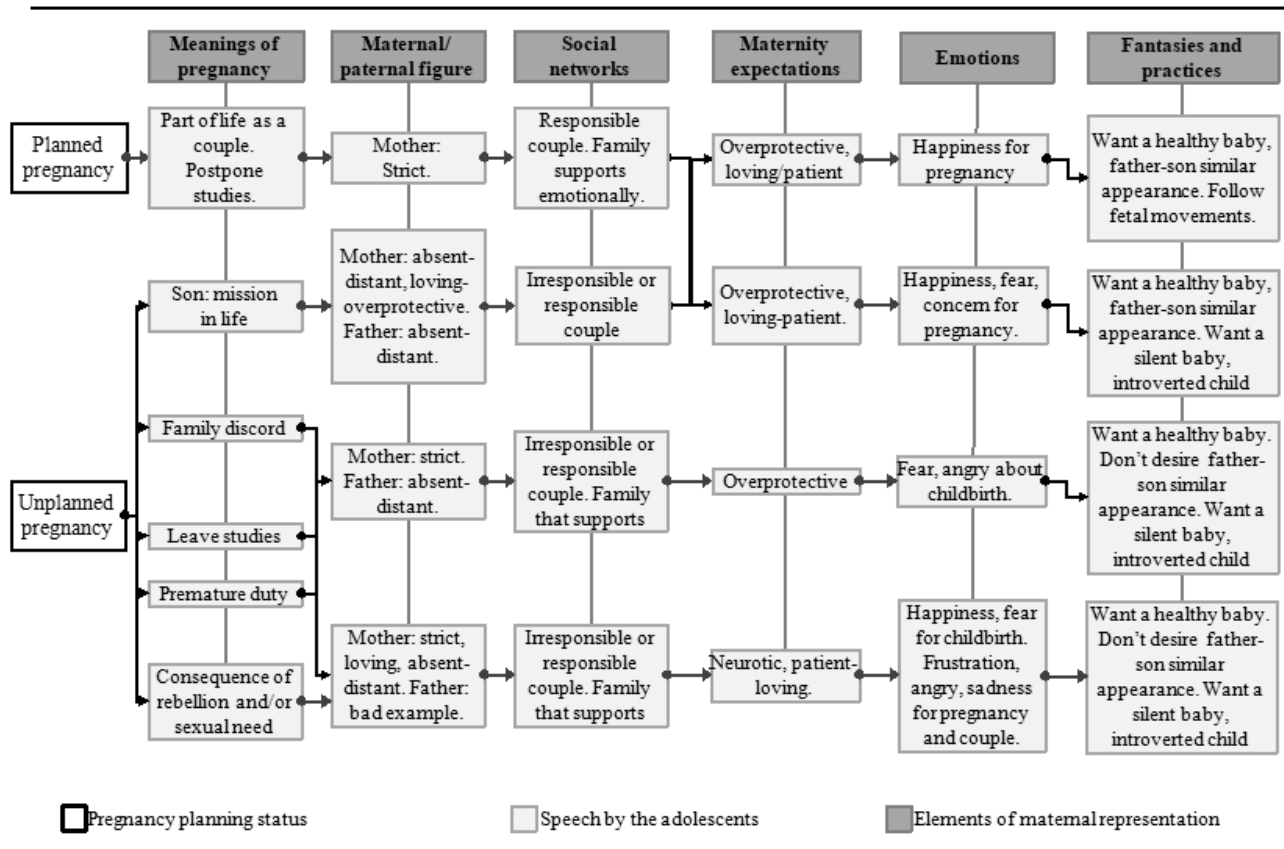 Meanings of
pregnancy
Maternal/
paternal figure
Social
networks
Maternity
expectations
Emotions
Fantasies and
practices
Planned
pregnancy
Part of life as a
couple.
Postpone
studies.
Mother:
Strict.
Responsible
couple. Family
supports
emotionally.
Overprotective,
loving/patient
Happiness for
pregnancy
Want a healthy baby,
father-son similar
appearance. Follow
fetal movements.
Son: mission
in life
Mother: absent-
distant, loving-
overprotective.
Father: absent-
distant.
Irresponsible or
responsible
couple
Overprotective,
loving-patient.
Happiness, fear,
concern for
pregnancy.
Want a healthy baby,
father-son similar
appearance. Want a
silent baby,
introverted child
Unplanned
pregnancy
Family discord
Leave studies
Premature duty
Mother: strict.
Father: absent-
distant.
Irresponsible or
responsible
couple. Family
that supports
Overprotective
Fear, angry about
childbirth.
Want a healthy baby.
Don’t desire father-
son similar
appearance. Want a
silent baby,
introverted child
Consequence of
rebellion and/or
sexual need
Mother: strict,
loving, absent-
distant. Father:
bad example.
Irresponsible or
responsible
couple. Family
that supports
Neurotic, patient-
loving.
Happiness, fear
for childbirth.
Frustration,
angry, sadness
for pregnancy
and couple.
Want a healthy baby.
Don’t desire father-
son similar
appearance. Want a
silent baby,
introverted child
Pregnancy planning status
Speech by the adolescents
Elements of maternal representation